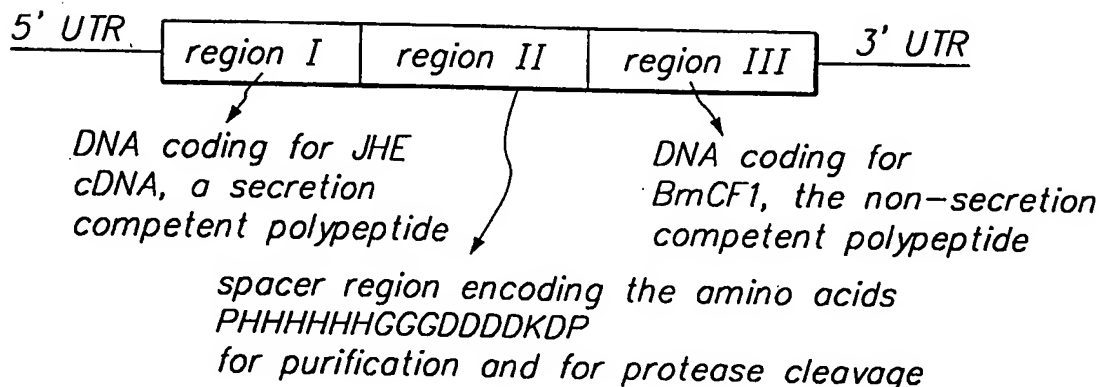 5' UTR
region I
region II
region III
3' UTR
DNA coding for JHE
cDNA, a secretion
competent polypeptide
DNA coding for
BmCF1, the non-secretion
competent polypeptide
spacer region encoding the amino acids
PHHHHHHGGGDDDDKDP
for purification and for protease cleavage